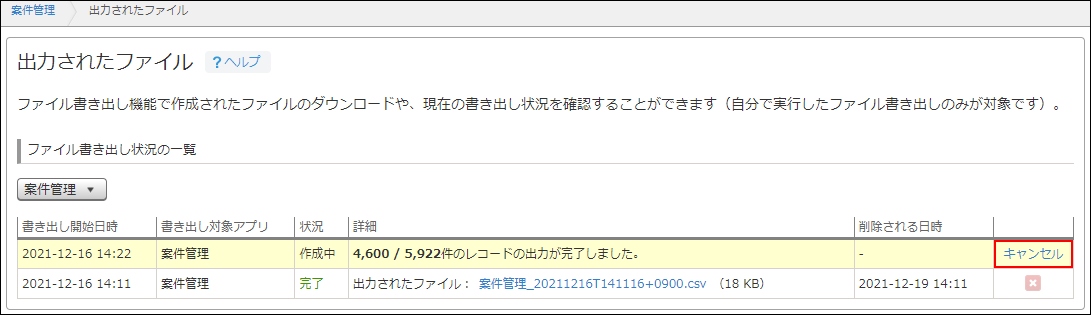 案件管理 出力されたファイル
出力されたファイル ?ヘルプ
ファイル書き出し機能で作成されたファイルのダウンロードや、現在の書き出し状況を確認することができます（自分で実行したファイル書き出しのみが対象です）。
ファイル書き出し状況の一覧
案件管理
書き出し開始日時 書き出し対象アプリ 状況 詳細 削除される日時
2021-12-16 14:22 案件管理 作成中 4,600 / 5,922件のレコードの出力が完了しました。 - キャンセル
2021-12-16 14:11 案件管理 完了 出力されたファイル： 案件管理_20211216T141116+0900.csv （18 KB） 2021-12-19 14:11